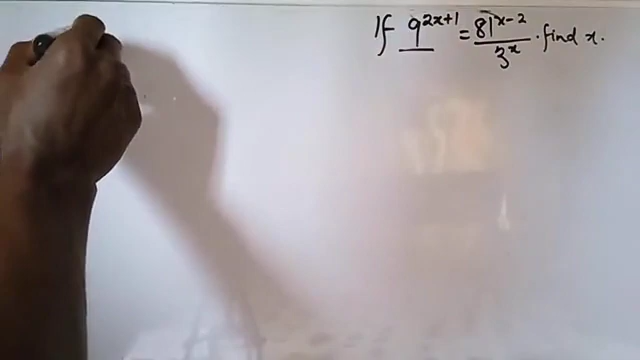 If 9^{2x+1} = 81^{x-2} / 3^x . find x.